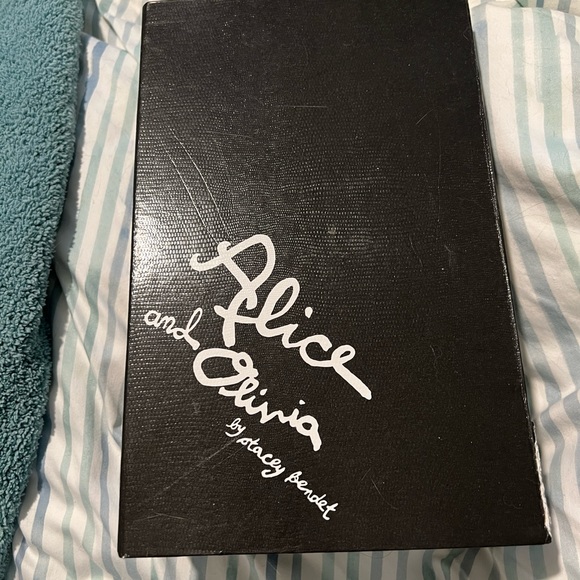 Alice
and Olivia
by stacey bendet